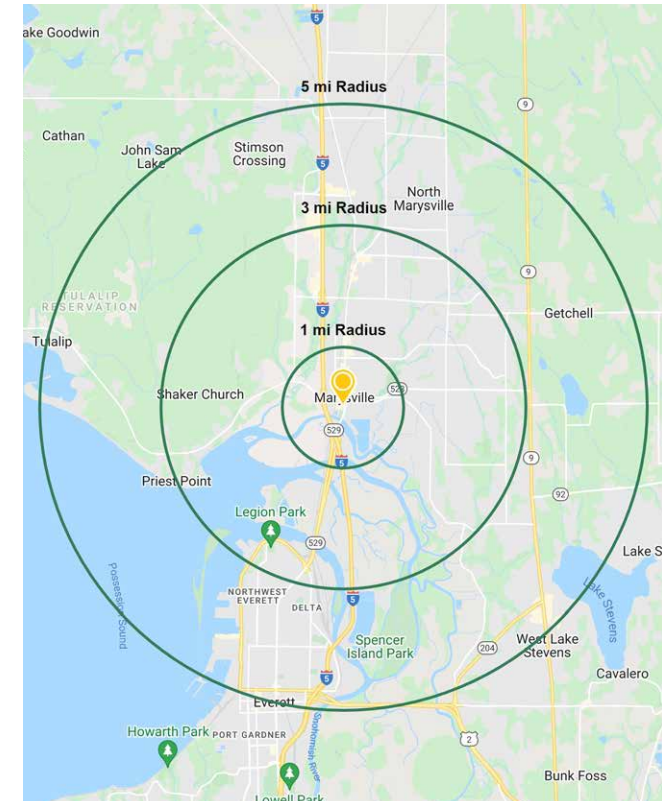 5
ake Goodwin
5 mi Radius
9
Cathan
John Sam
Lake
Stimson
Crossing
5
North
Marysville
3 mi Radius
9
TULALIP
RESERVATION
5
Getchell
1 mi Radius
Tulalip
Shaker Church
529
Marysville
529
5
9
Priest Point
92
Legion Park
529
Lake S
Possession Sound
NORTHWEST
EVERETT
DELTA
5
Lake Stevens
Spencer
Island Park
204
West Lake
Stevens
5
Cavalero
Everett
Snohomish River
Howarth Park
PORT GARDNER
2
Bunk Foss
Lowell Park